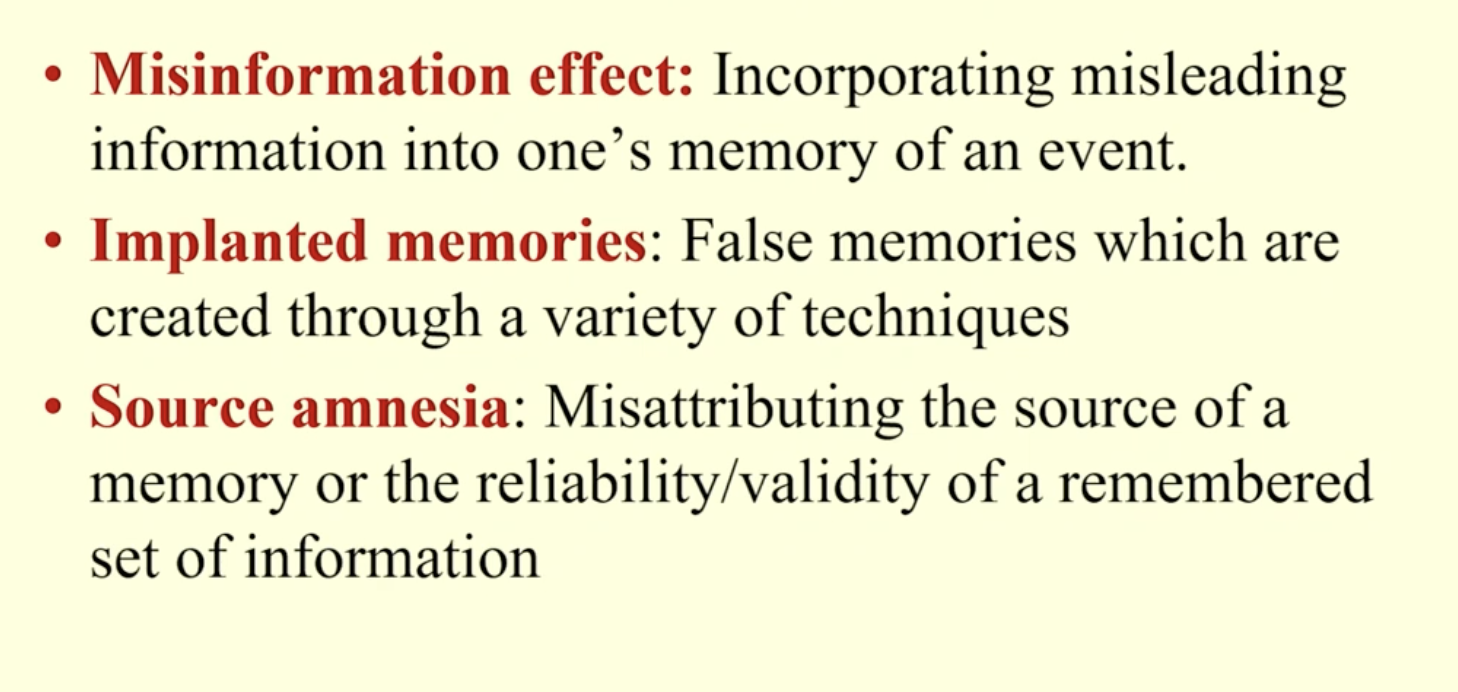 • Misinformation effect: Incorporating misleading
information into one’s memory of an event.
• Implanted memories: False memories which are
created through a variety of techniques
• Source amnesia: Misattributing the source of a
memory or the reliability/validity of a remembered
set of information